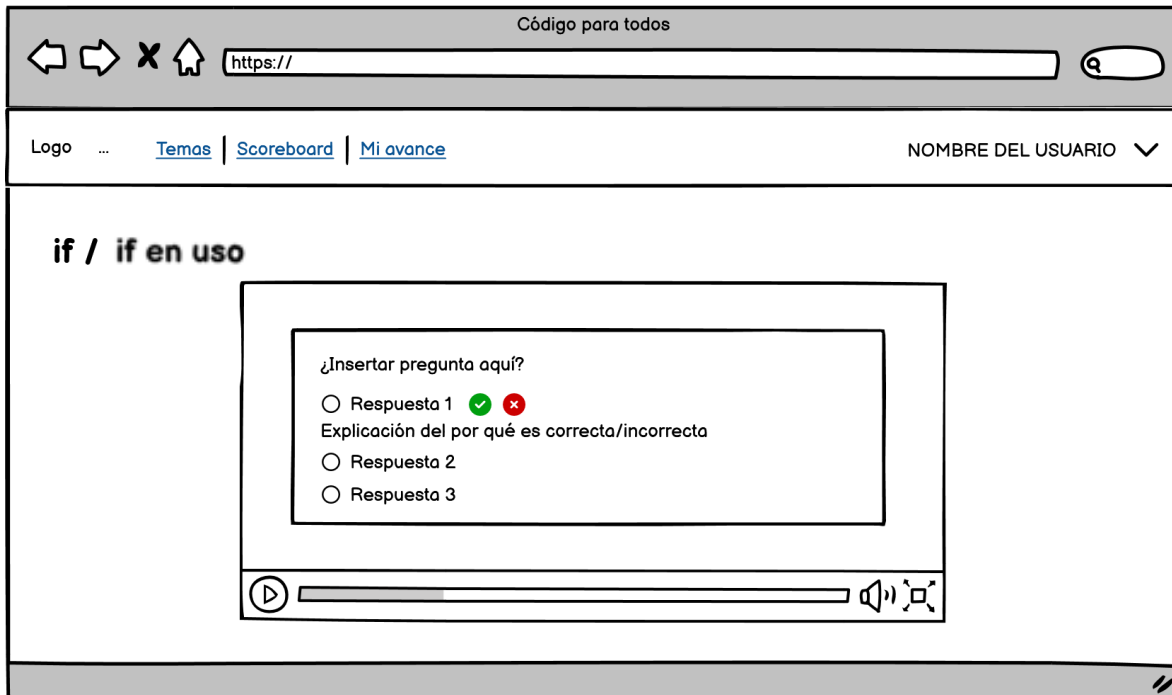 Código para todos
https://
Logo ... Temas Scoreboard Mi avance NOMBRE DEL USUARIO
if / if en uso
¿Insertar pregunta aquí?
Respuesta 1
Explicación del por qué es correcta/incorrecta
Respuesta 2
Respuesta 3